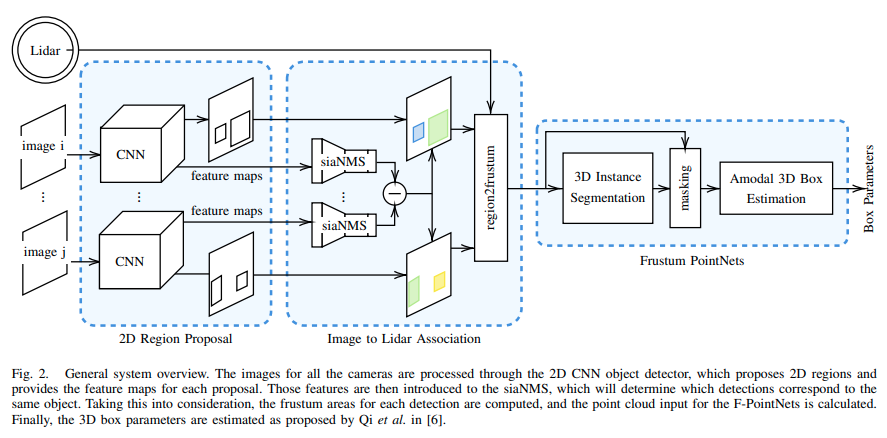 Lidar
image i
CNN
feature maps
siaNMS
feature maps
siaNMS
image j
CNN
region2frustum
3D Instance
Segmentation
masking
Amodal 3D Box
Estimation
Box Parameters
Frustum PointNets
2D Region Proposal
Image to Lidar Association
Fig. 2. General system overview. The images for all the cameras are processed through the 2D CNN object detector, which proposes 2D regions and
provides the feature maps for each proposal. Those features are then introduced to the siaNMS, which will determine which detections correspond to the
same object. Taking this into consideration, the frustum areas for each detection are computed, and the point cloud input for the F-PointNets is calculated.
Finally, the 3D box parameters are estimated as proposed by Qi et al. in [6].